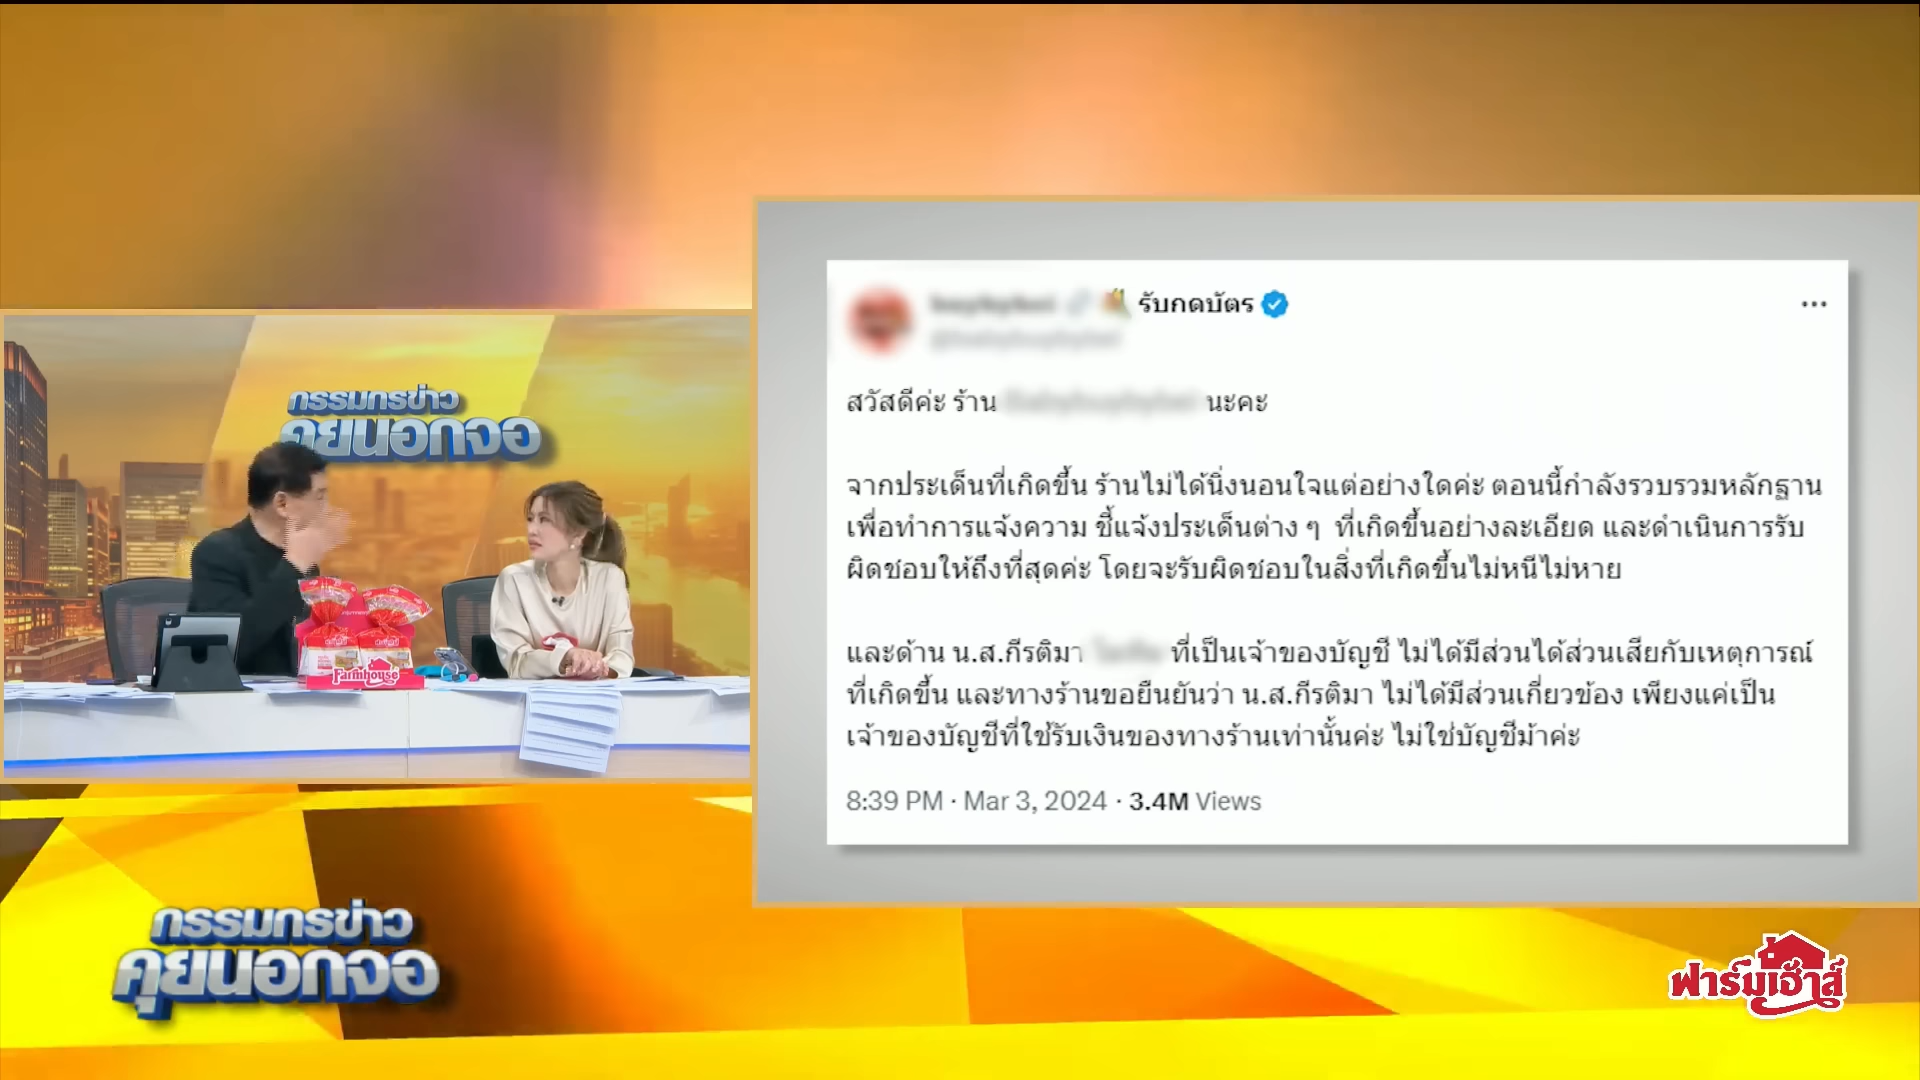 รับกดบัตร
สวัสดีค่ะ ร้าน นะคะ
จากประเด็นที่เกิดขึ้น ร้านไม่ได้นิ่งนอนใจแต่อย่างใดค่ะ ตอนนี้กำลังรวบรวมหลักฐาน
เพื่อทำการแจ้งความ ชี้แจ้งประเด็นต่าง ๆ ที่เกิดขึ้นอย่างละเอียด และดำเนินการรับ
ผิดชอบให้ถึงที่สุดค่ะ โดยจะรับผิดชอบในสิ่งที่เกิดขึ้นไม่หนีไม่หาย
และด้าน น.ส.กีรติมา ที่เป็นเจ้าของบัญชี ไม่ได้มีส่วนได้ส่วนเสียกับเหตุการณ์
ที่เกิดขึ้น และทางร้านขอยืนยันว่า น.ส.กีรติมา ไม่ได้มีส่วนเกี่ยวข้อง เพียงแค่เป็น
เจ้าของบัญชีที่ใช้รับเงินของทางร้านเท่านั้นค่ะ ไม่ใช่บัญชีม้าค่ะ
8:39 PM · Mar 3, 2024 · 3.4M Views
กรรมกรข่าว
คุยนอกจอ
Farmhouse
กรรมกรข่าว
คุยนอกจอ
ฟาร์มเฮ้าส์